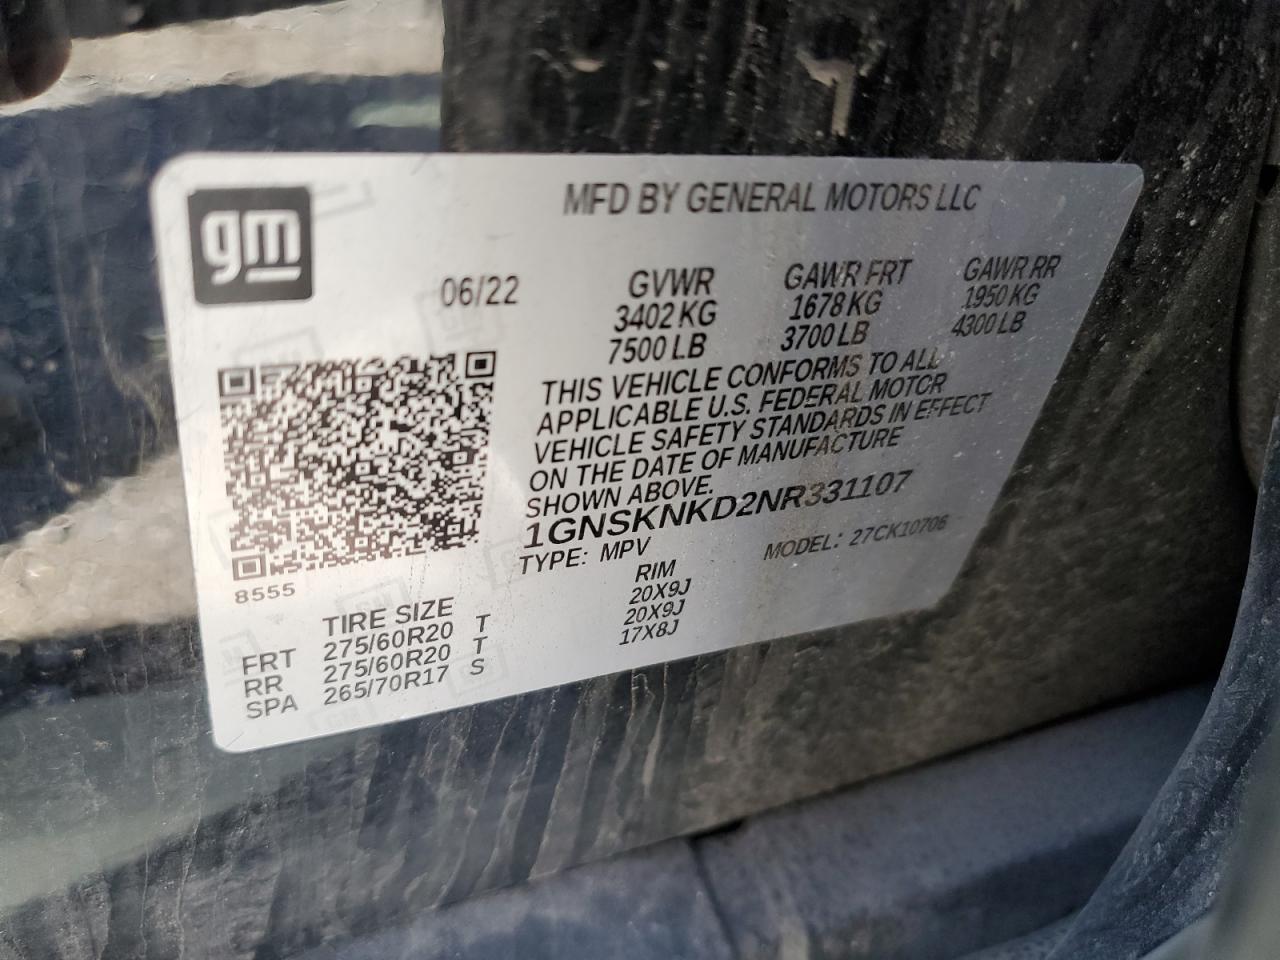 gm
MFD BY GENERAL MOTORS LLC
06/22 GVWR GAWR FRT GAWR RR
3402 KG 1678 KG 1950 KG
7500 LB 3700 LB 4300 LB
THIS VEHICLE CONFORMS TO ALL
APPLICABLE U.S. FEDERAL MOTOR
VEHICLE SAFETY STANDARDS IN EFFECT
ON THE DATE OF MANUFACTURE
SHOWN ABOVE.
1GNSKNKD2NR331107
TYPE: MPV MODEL: 27CK10706
8555
TIRE SIZE RIM
FRT 275/60R20 T 20X9J
RR 275/60R20 T 20X9J
SPA 265/70R17 S 17X8J